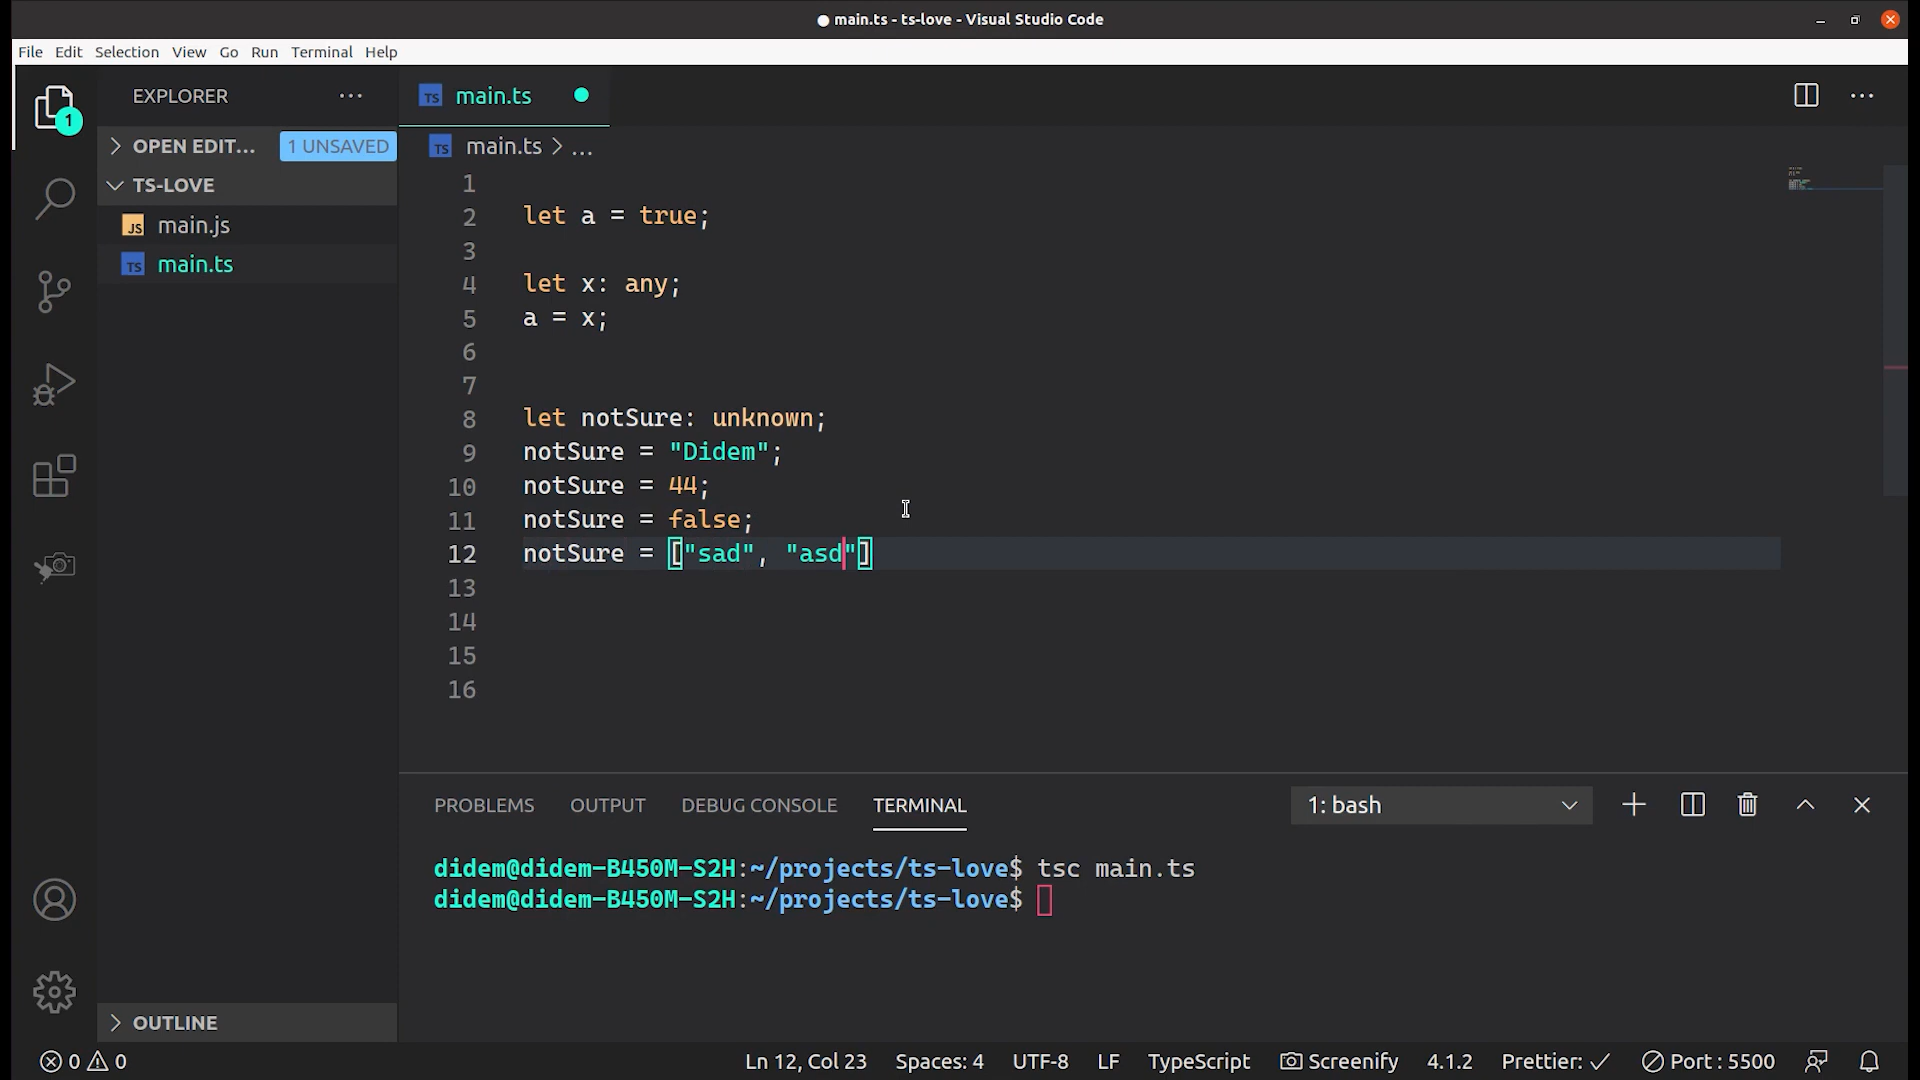 main.ts - ts-love - Visual Studio Code
File Edit Selection View Go Run Terminal Help
EXPLORER ...
TS main.ts
1
OPEN EDIT... 1 UNSAVED
TS main.ts > ...
TS-LOVE
JS main.js
TS main.ts
1
2 let a = true;
3
4 let x: any;
5 a = x;
6
7
8 let notSure: unknown;
9 notSure = "Didem";
10 notSure = 44;
11 notSure = false;
12 notSure = ["sad", "asd"]
13
14
15
16
PROBLEMS OUTPUT DEBUG CONSOLE TERMINAL 1: bash
didem@didem-B450M-S2H:~/projects/ts-love$ tsc main.ts
didem@didem-B450M-S2H:~/projects/ts-love$
OUTLINE
0 0 Ln 12, Col 23 Spaces: 4 UTF-8 LF TypeScript Screenify 4.1.2 Prettier: ✓ Port : 5500